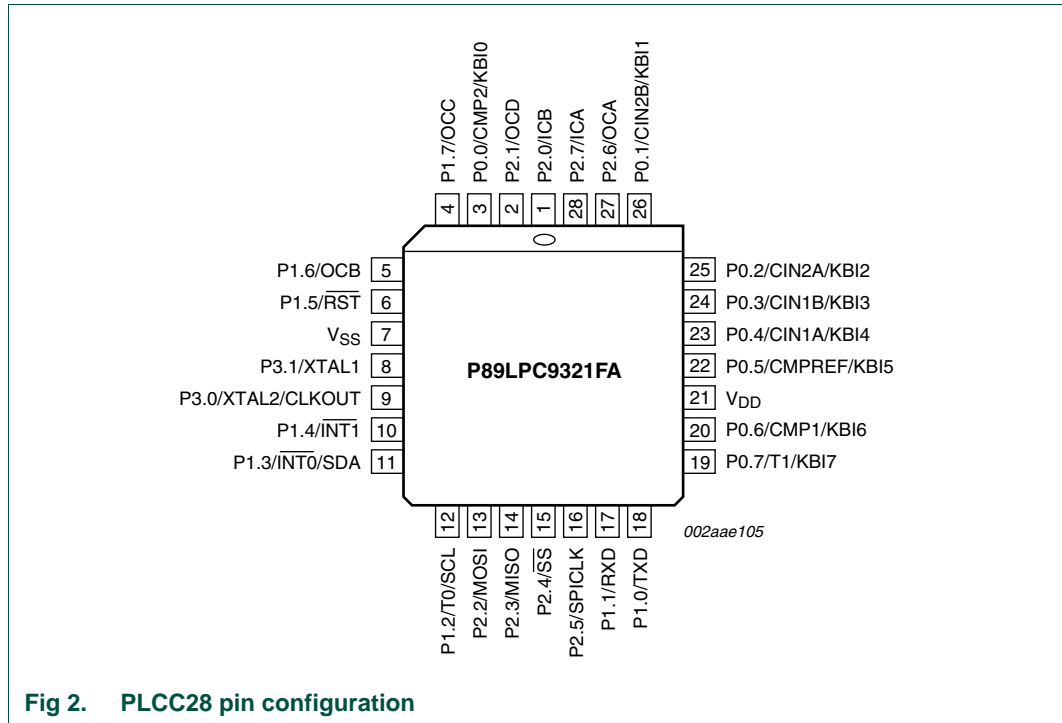 P1.7/OCC
P0.0/CMP2/KBI0
P2.1/OCD
P2.0/ICB
P2.7/ICA
P2.6/OCA
P0.1/CIN2B/KBI1
4
3
2
1
28
27
26
P1.6/OCB 5
P1.5/R̅S̅T̅ 6
VSS 7
P3.1/XTAL1 8
P3.0/XTAL2/CLKOUT 9
P1.4/I̅N̅T̅1̅ 10
P1.3/I̅N̅T̅0̅/SDA 11
P89LPC9321FA
25 P0.2/CIN2A/KBI2
24 P0.3/CIN1B/KBI3
23 P0.4/CIN1A/KBI4
22 P0.5/CMPREF/KBI5
21 VDD
20 P0.6/CMP1/KBI6
19 P0.7/T1/KBI7
12
13
14
15
16
17
18
P1.2/T0/SCL
P2.2/MOSI
P2.3/MISO
P2.4/S̅S̅
P2.5/SPICLK
P1.1/RXD
P1.0/TXD
002aae105
Fig 2. PLCC28 pin configuration